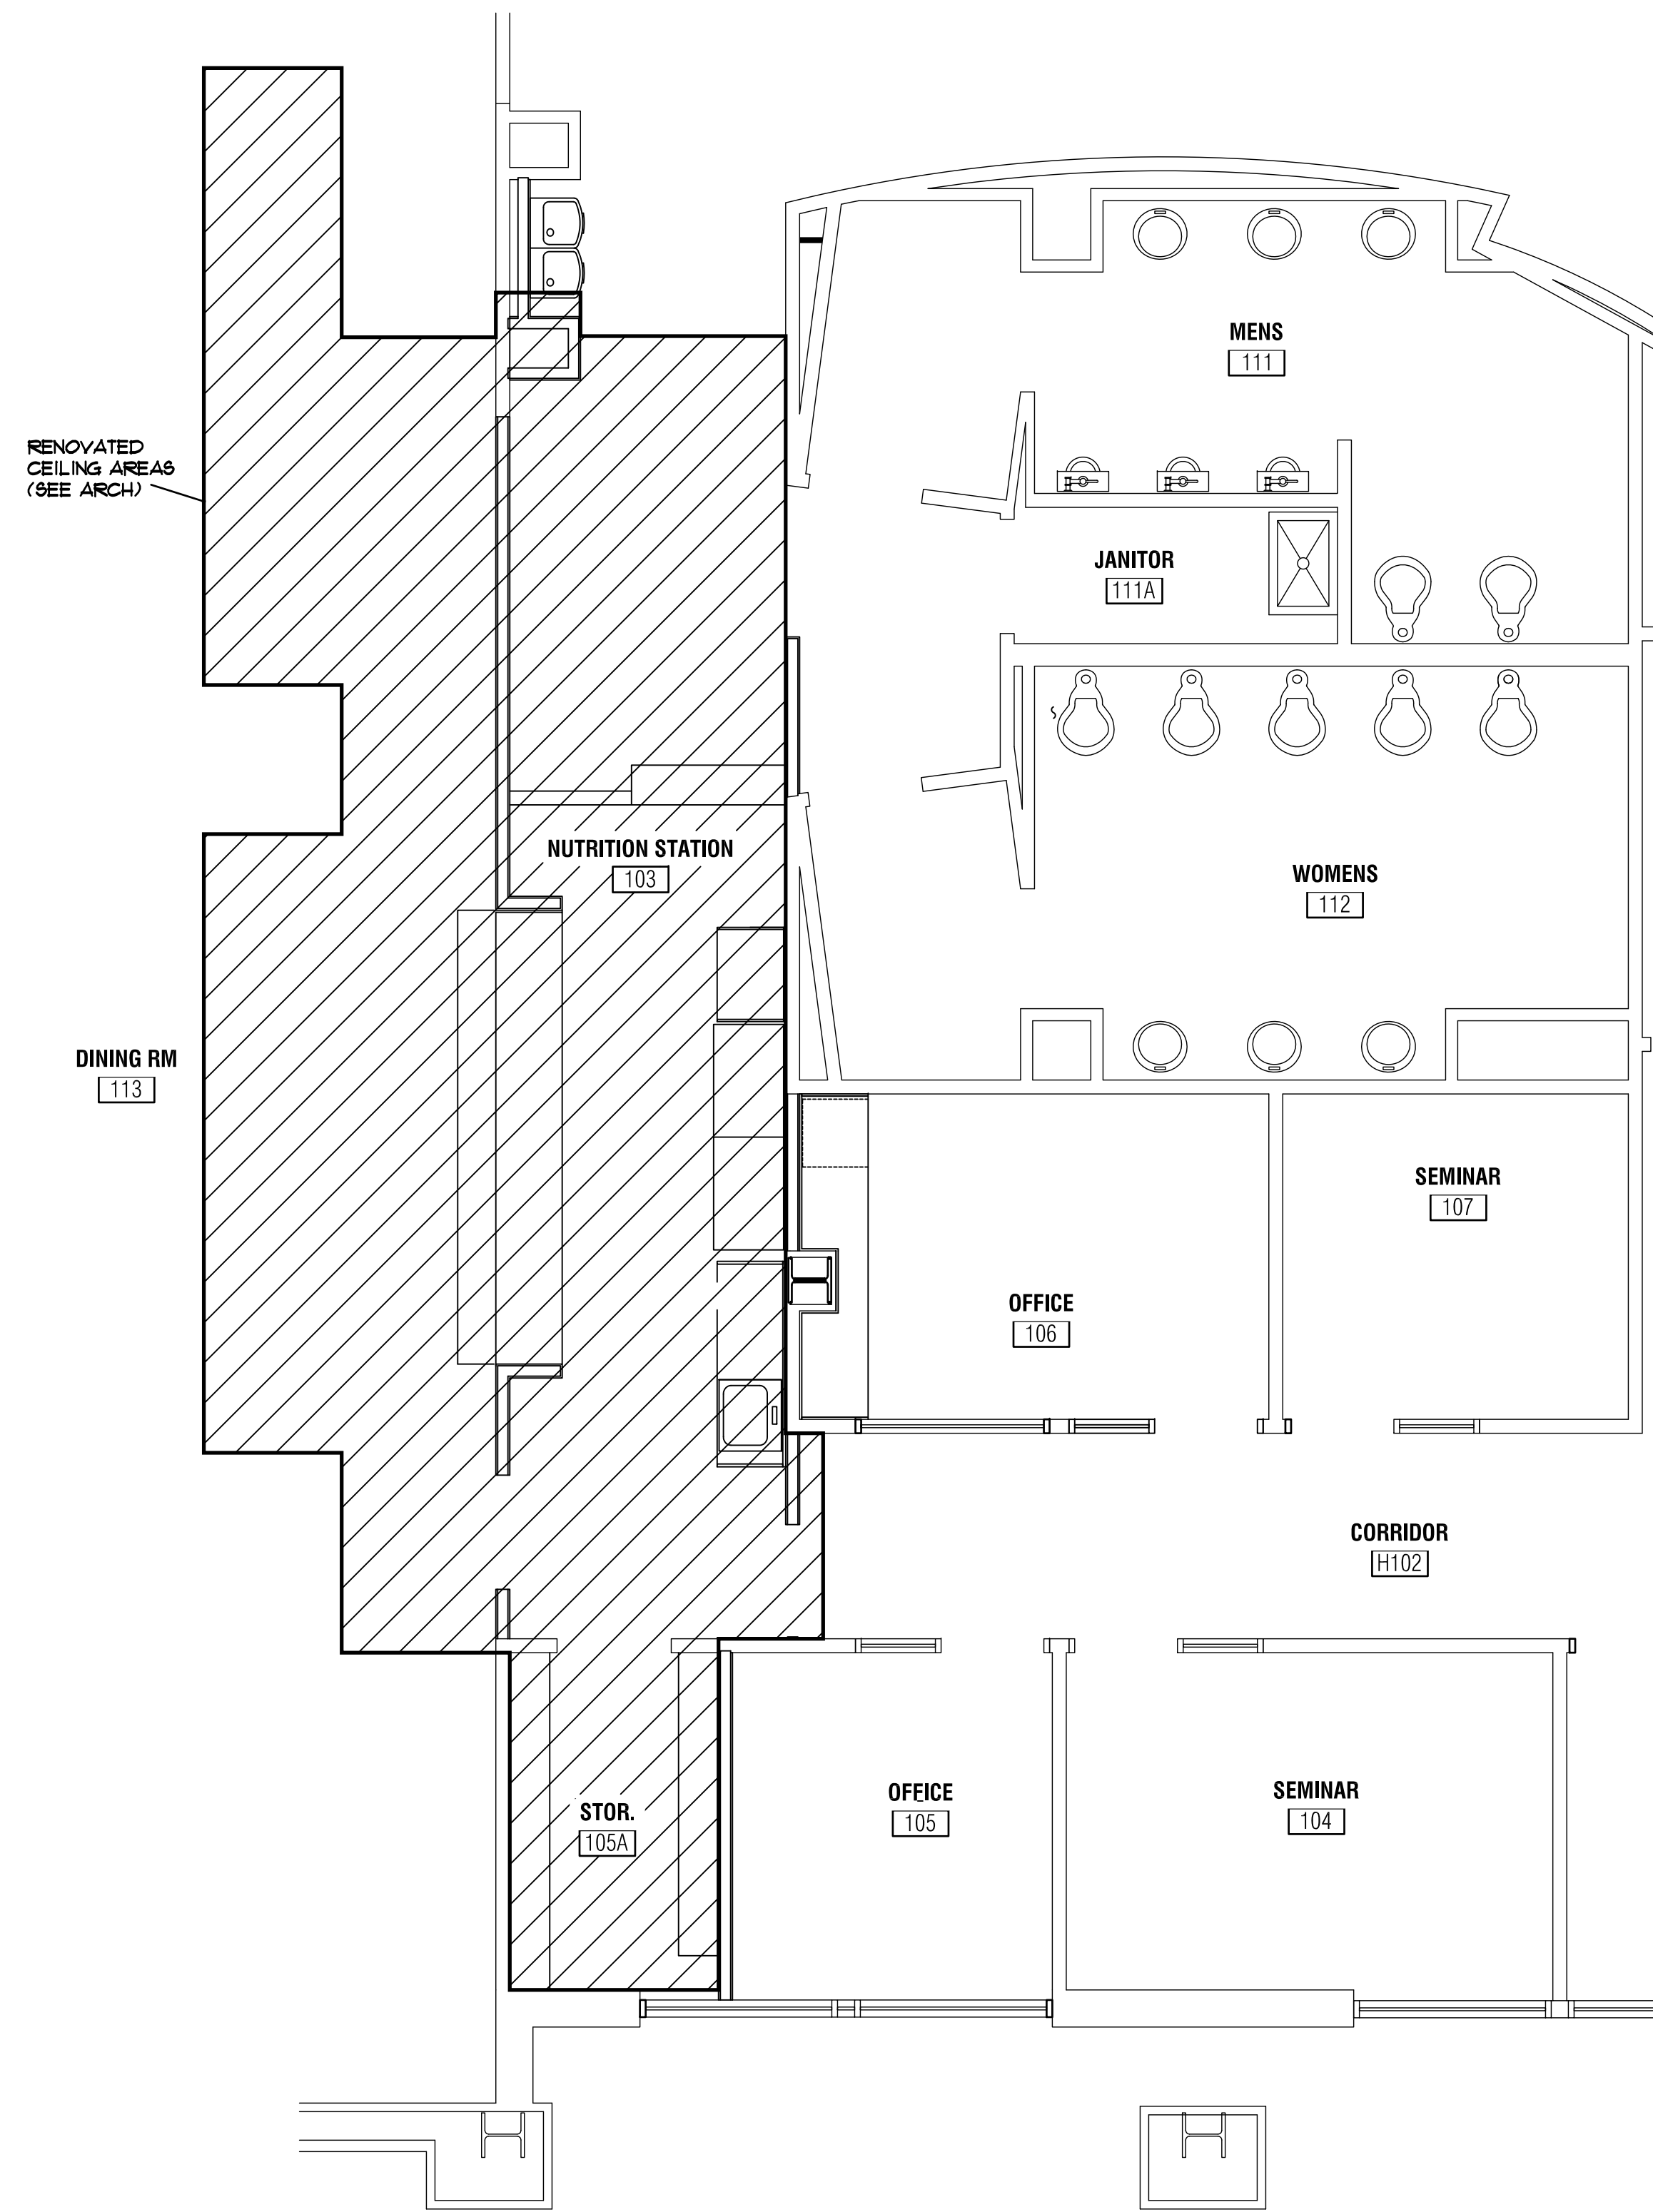 MENS
111
RENOVATED
CEILING AREAS
(SEE ARCH)
JANITOR
111A
NUTRITION STATION
103
WOMENS
112
DINING RM
113
SEMINAR
107
OFFICE
106
CORRIDOR
H102
OFFICE
105
SEMINAR
104
STOR.
105A